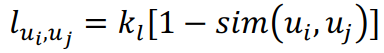 l_{u_i,u_j} = k_l[1 − sim(u_i, u_j)]